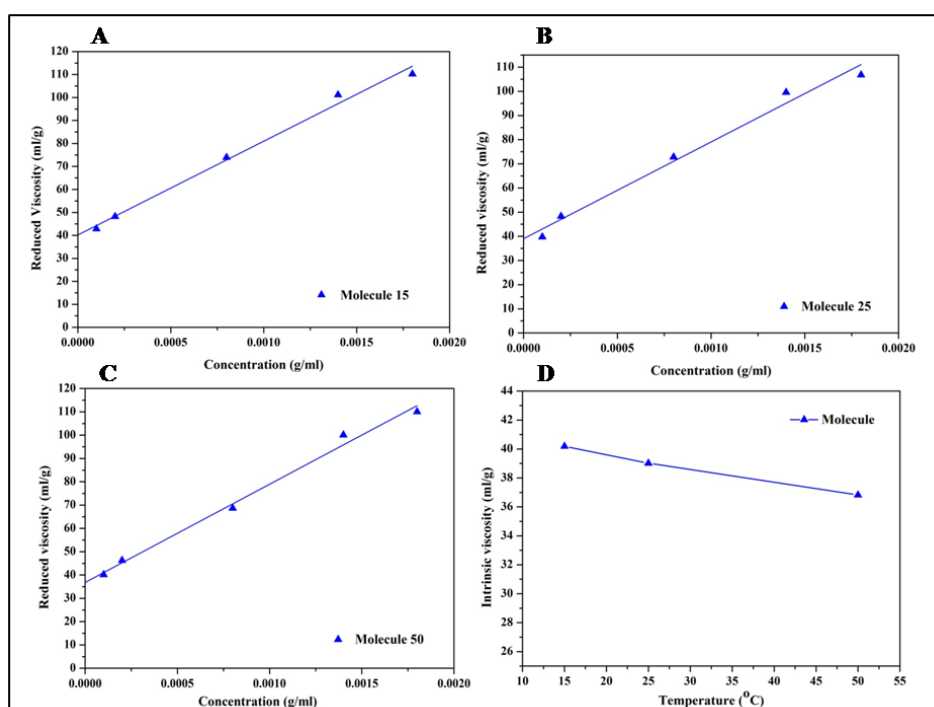 A
Reduced Viscosity (ml/g)
120
110
100
90
80
70
60
50
40
30
20
10
0
0.0000 0.0005 0.0010 0.0015 0.0020
Concentration (g/ml)
Molecule 15
B
Reduced viscosity (ml/g)
110
100
90
80
70
60
50
40
30
20
10
0
0.0000 0.0005 0.0010 0.0015 0.0020
Concentration (g/ml)
Molecule 25
C
Reduced viscosity (ml/g)
120
110
100
90
80
70
60
50
40
30
20
10
0
0.0000 0.0005 0.0010 0.0015 0.0020
Concentration (g/ml)
Molecule 50
D
Intrinsic viscosity (ml/g)
44
42
40
38
36
34
32
30
28
26
10 15 20 25 30 35 40 45 50 55
Temperature (°C)
Molecule